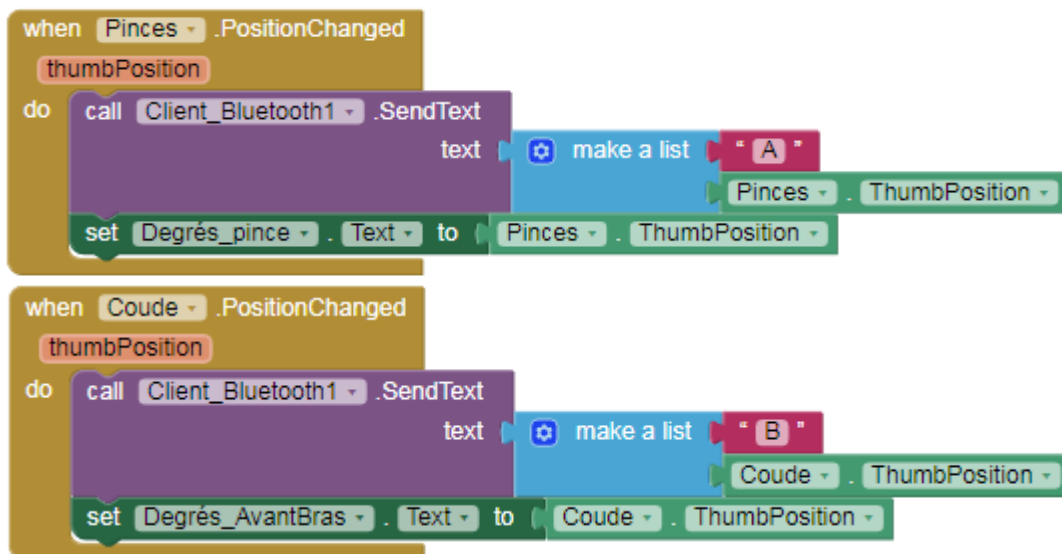 when Pinces .PositionChanged
thumbPosition
do call Client_Bluetooth1 .SendText
text make a list " A "
Pinces . ThumbPosition
set Degrés_pince . Text to Pinces . ThumbPosition
when Coude .PositionChanged
thumbPosition
do call Client_Bluetooth1 .SendText
text make a list " B "
Coude . ThumbPosition
set Degrés_AvantBras . Text to Coude . ThumbPosition